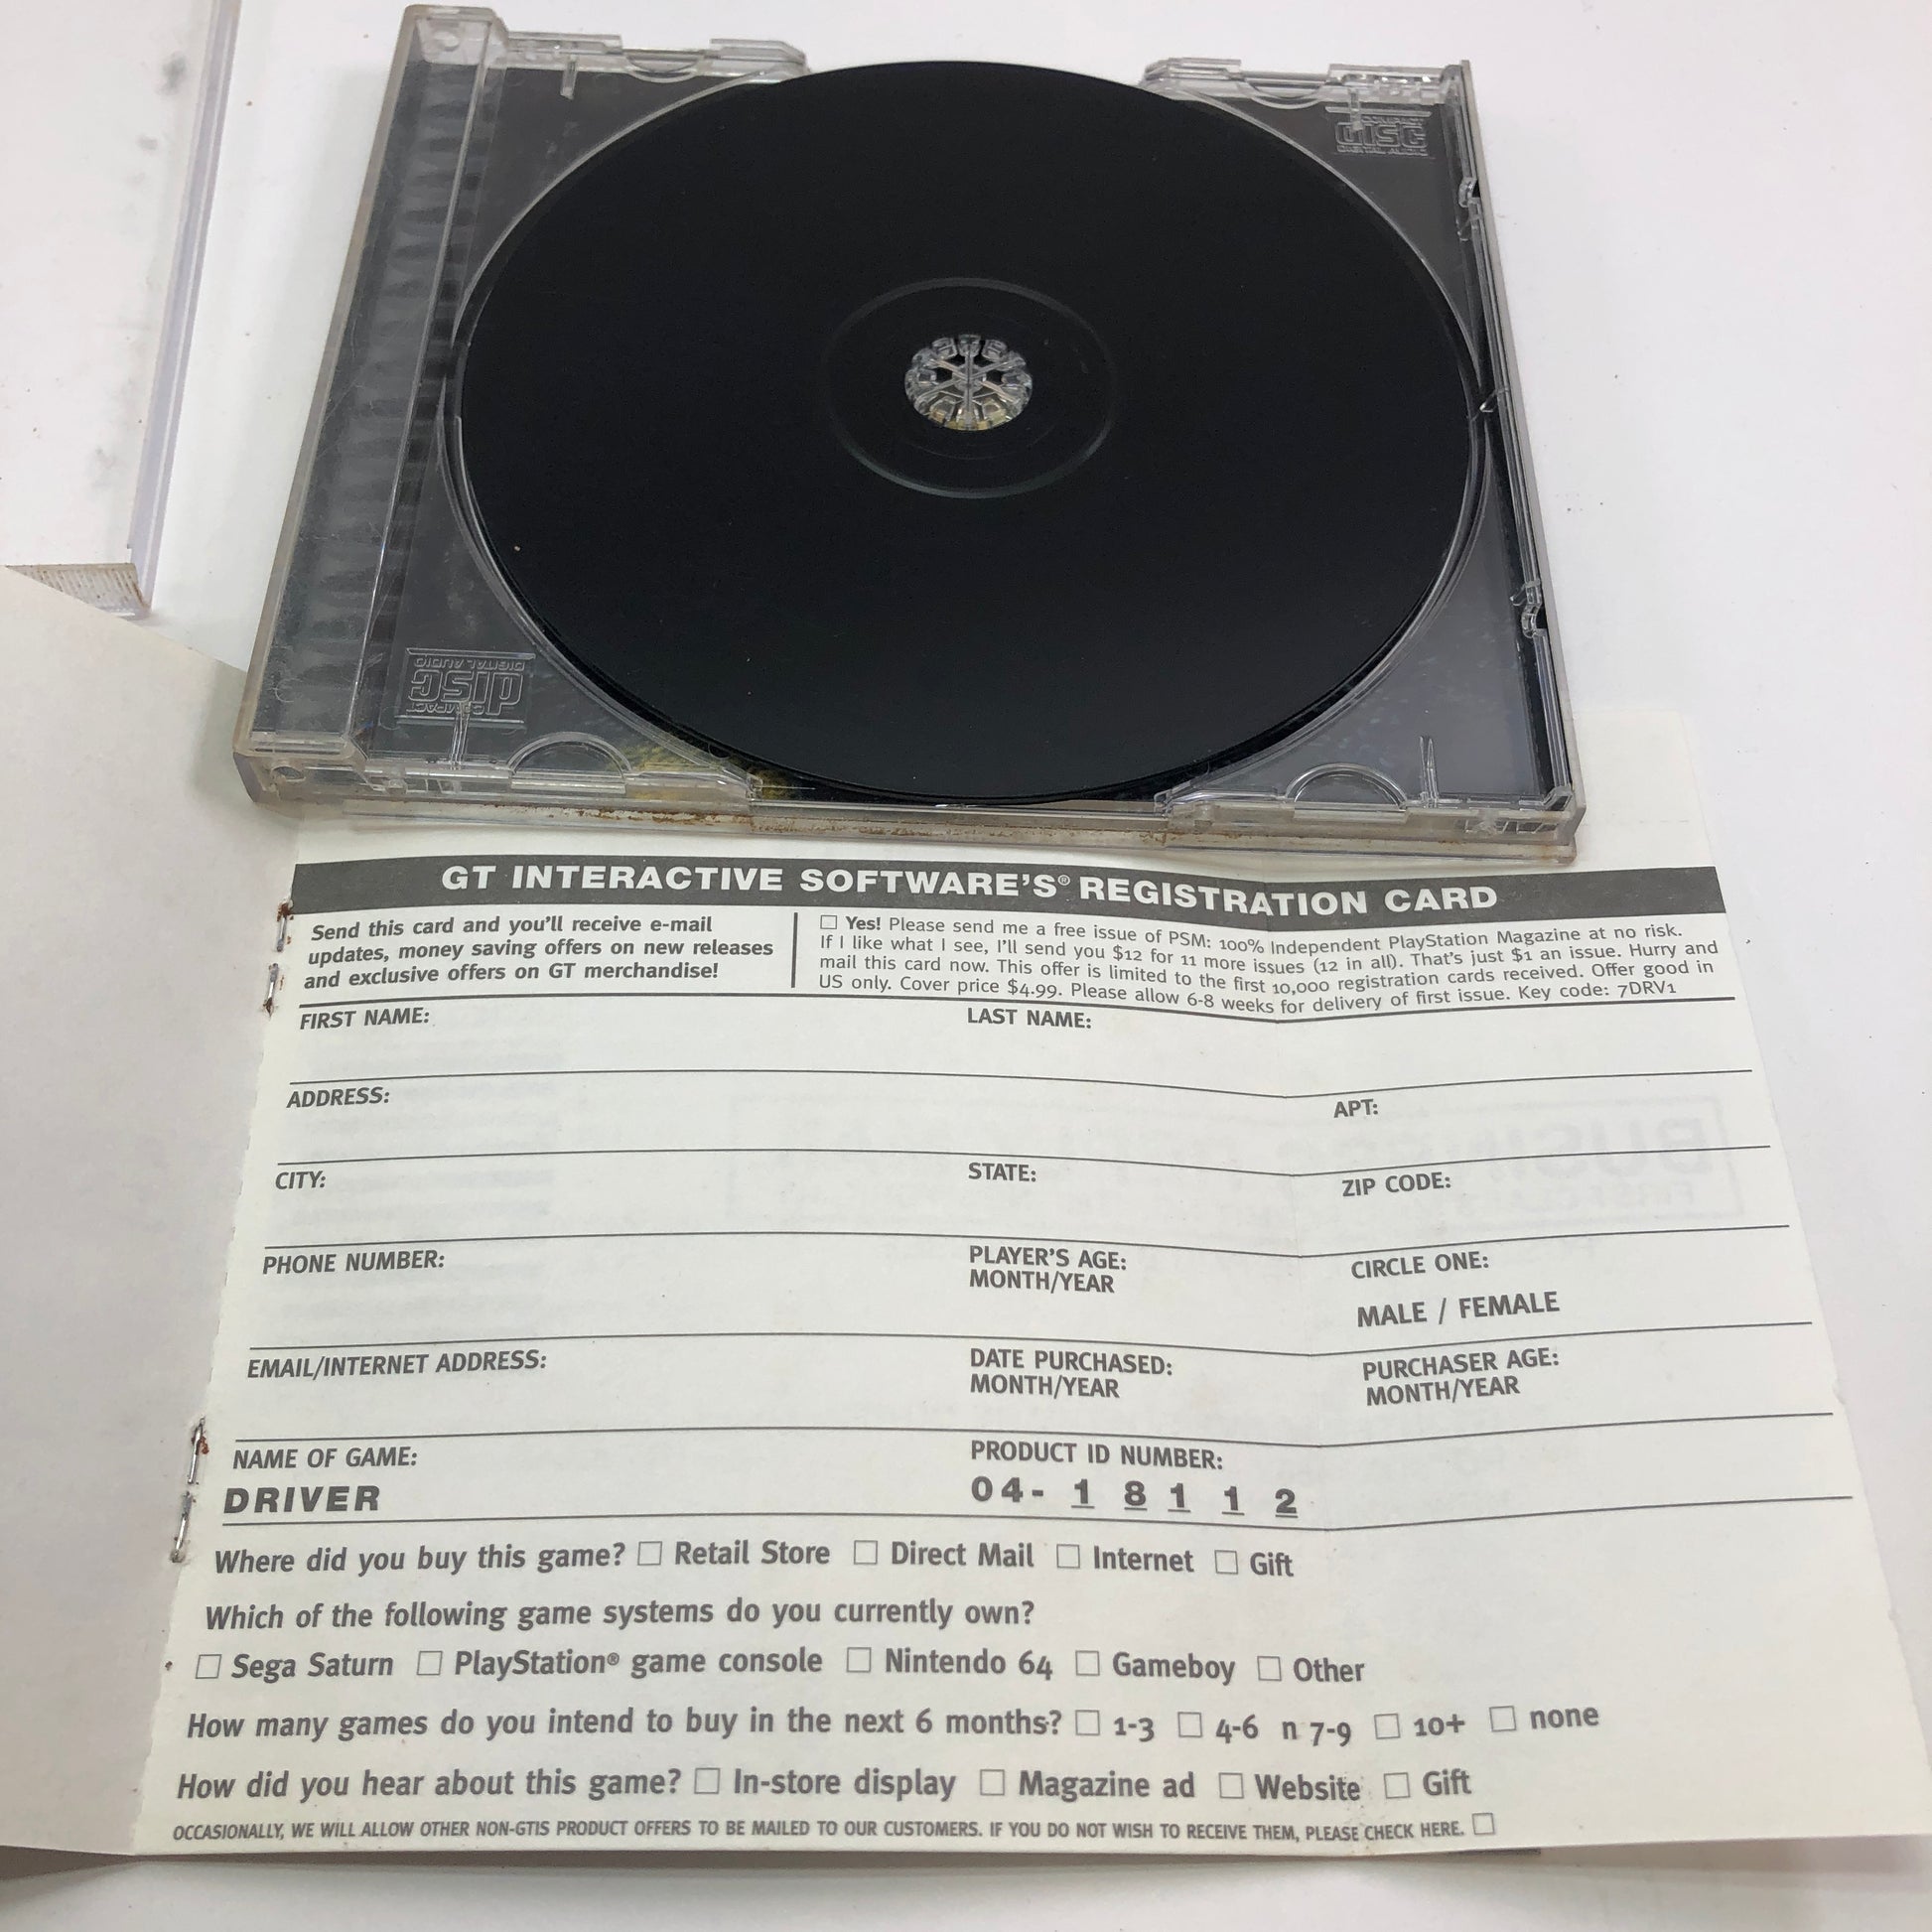 COMPACT
disc
DIGITAL AUDIO
COMPACT
disc
DIGITAL AUDIO
GT INTERACTIVE SOFTWARE'S® REGISTRATION CARD
Send this card and you'll receive e-mail
updates, money saving offers on new releases
and exclusive offers on GT merchandise!
☐ Yes! Please send me a free issue of PSM: 100% Independent PlayStation Magazine at no risk.
If I like what I see, I'll send you $12 for 11 more issues (12 in all). That's just $1 an issue. Hurry and
mail this card now. This offer is limited to the first 10,000 registration cards received. Offer good in
US only. Cover price $4.99. Please allow 6-8 weeks for delivery of first issue. Key code: 7DRV1
FIRST NAME: LAST NAME:
ADDRESS: APT:
CITY: STATE: ZIP CODE:
PHONE NUMBER: PLAYER'S AGE: CIRCLE ONE:
MONTH/YEAR MALE / FEMALE
EMAIL/INTERNET ADDRESS: DATE PURCHASED: PURCHASER AGE:
MONTH/YEAR MONTH/YEAR
NAME OF GAME: PRODUCT ID NUMBER:
DRIVER 04- 1 8 1 1 2
Where did you buy this game? ☐ Retail Store ☐ Direct Mail ☐ Internet ☐ Gift
Which of the following game systems do you currently own?
☐ Sega Saturn ☐ PlayStation® game console ☐ Nintendo 64 ☐ Gameboy ☐ Other
How many games do you intend to buy in the next 6 months? ☐ 1-3 ☐ 4-6 n 7-9 ☐ 10+ ☐ none
How did you hear about this game? ☐ In-store display ☐ Magazine ad ☐ Website ☐ Gift
OCCASIONALLY, WE WILL ALLOW OTHER NON-GTIS PRODUCT OFFERS TO BE MAILED TO OUR CUSTOMERS. IF YOU DO NOT WISH TO RECEIVE THEM, PLEASE CHECK HERE. ☐